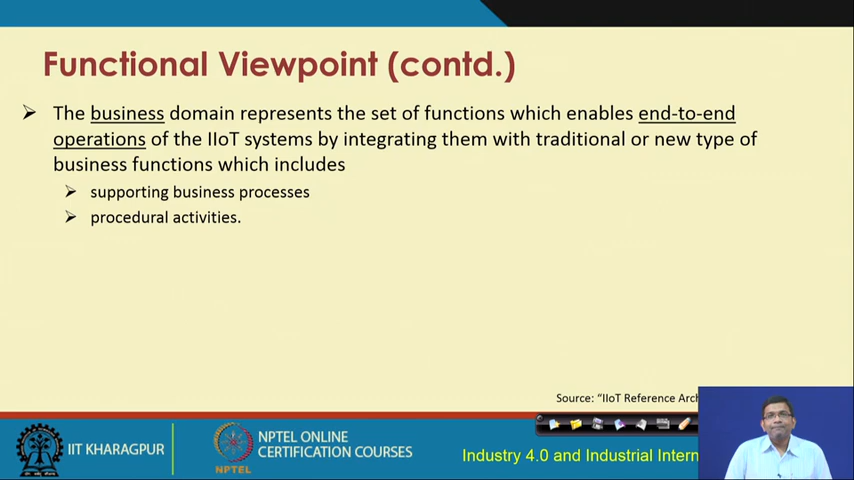 Functional Viewpoint (contd.)
The business domain represents the set of functions which enables end-to-end
operations of the IIoT systems by integrating them with traditional or new type of
business functions which includes
supporting business processes
procedural activities.
Source: “IIoT Reference
IIT KHARAGPUR
NPTEL
NPTEL ONLINE
CERTIFICATION COURSES
Industry 4.0 and Industrial